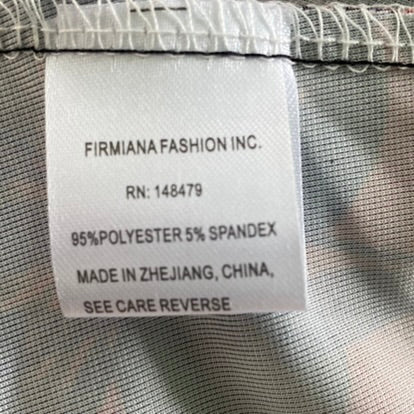 FIRMIANA FASHION INC.
RN: 148479
95%POLYESTER 5% SPANDEX
MADE IN ZHEJIANG, CHINA,
SEE CARE REVERSE